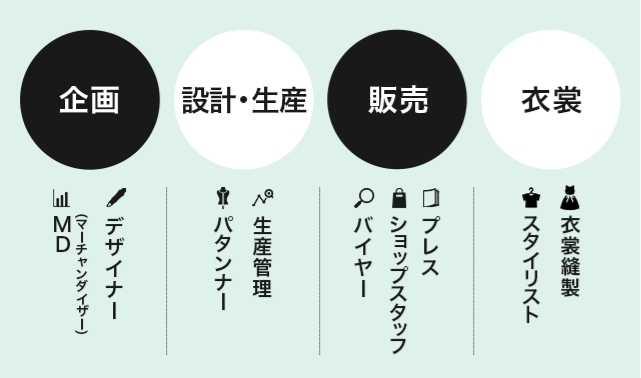 企画
設計・生産
販売
衣裳
デザイナー
MD
(マーチャンダイザー)
生産管理
パタンナー
プレス
ショップスタッフ
バイヤー
衣裳縫製
スタイリスト